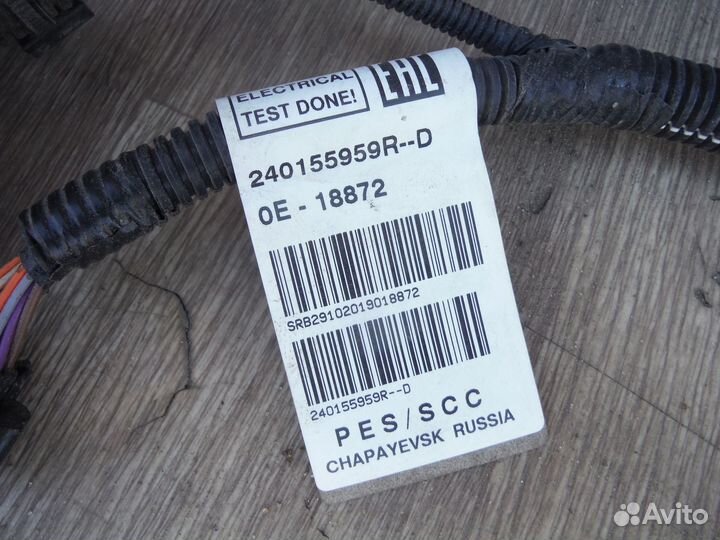 ELECTRICAL
TEST DONE!
EAC
240155959R--D
0E - 18872
SRB29102019018872
240155959R--D
PES/SCC
CHAPAYEVSK RUSSIA
Avito